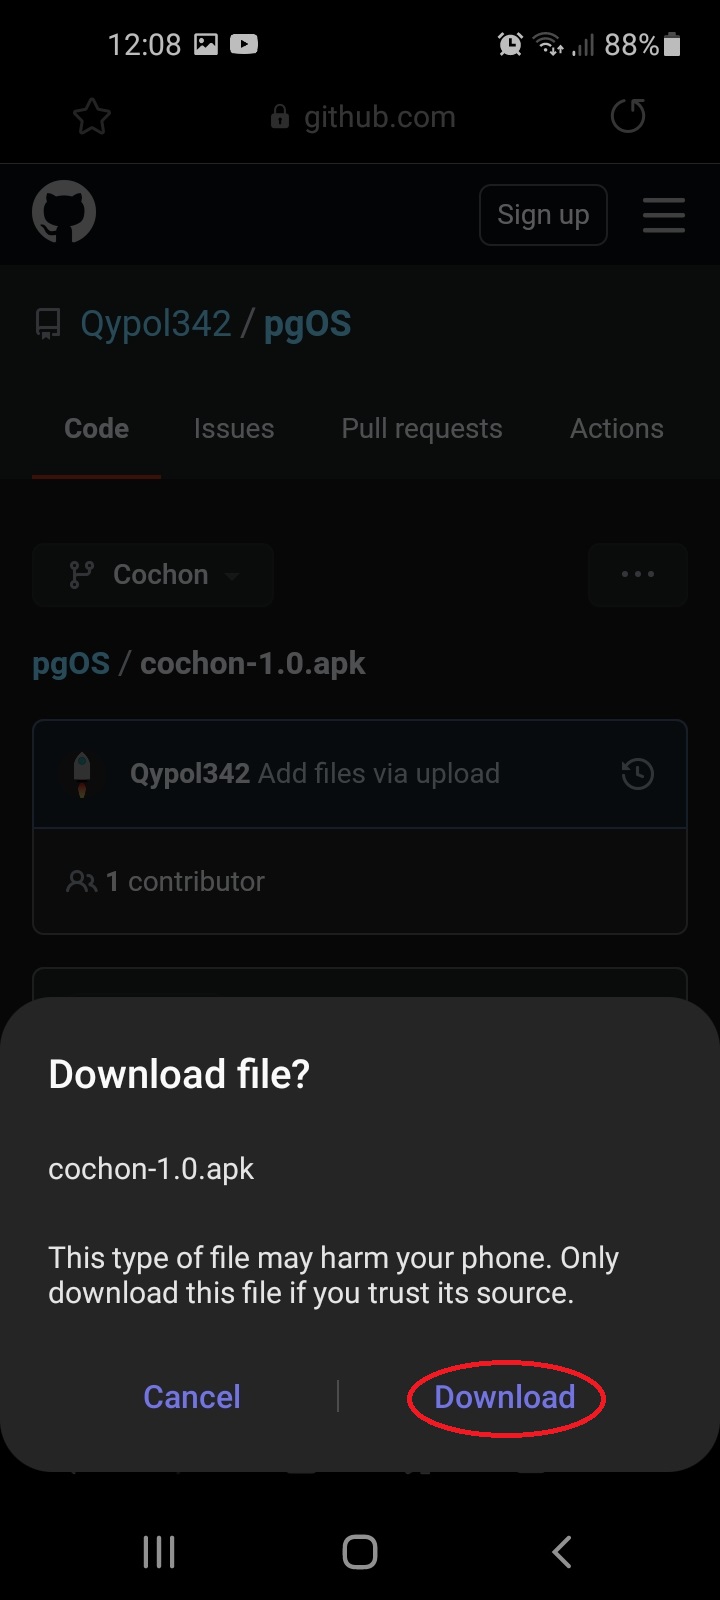 12:08 88%
github.com
Sign up
Qypol342 / pgOS
Code Issues Pull requests Actions
Cochon
pgOS / cochon-1.0.apk
Qypol342 Add files via upload
1 contributor
Download file?
cochon-1.0.apk
This type of file may harm your phone. Only
download this file if you trust its source.
Cancel Download